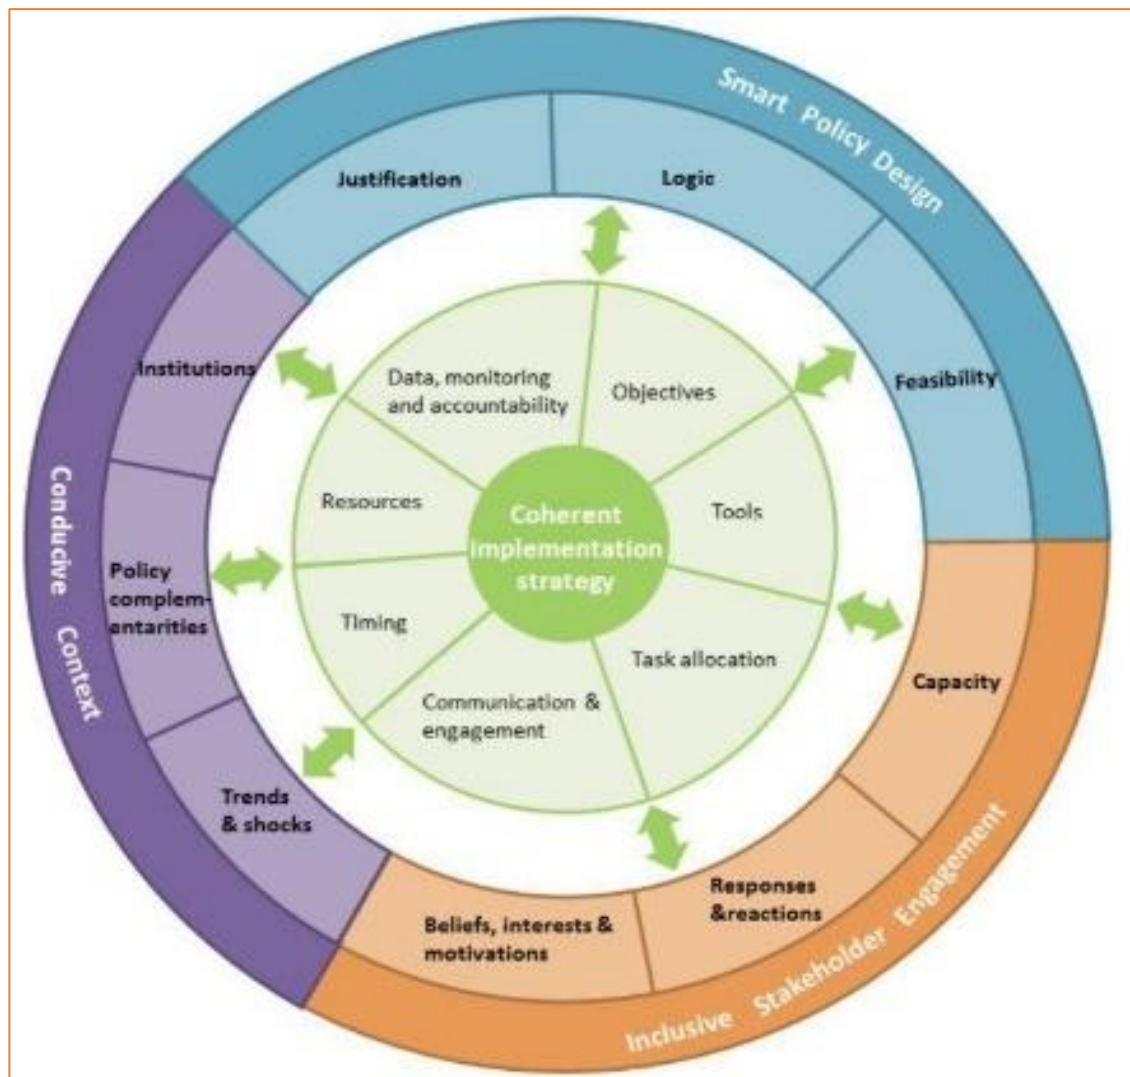 Smart Policy Design
Justification
Logic
Feasibility
Conducive Context
Institutions
Policy
complem-
entarities
Trends
& shocks
Inclusive Stakeholder Engagement
Capacity
Responses
&reactions
Beliefs, interests &
motivations
Data, monitoring
and accountability
Objectives
Resources
Tools
Timing
Task allocation
Communication &
engagement
Coherent
implementation
strategy